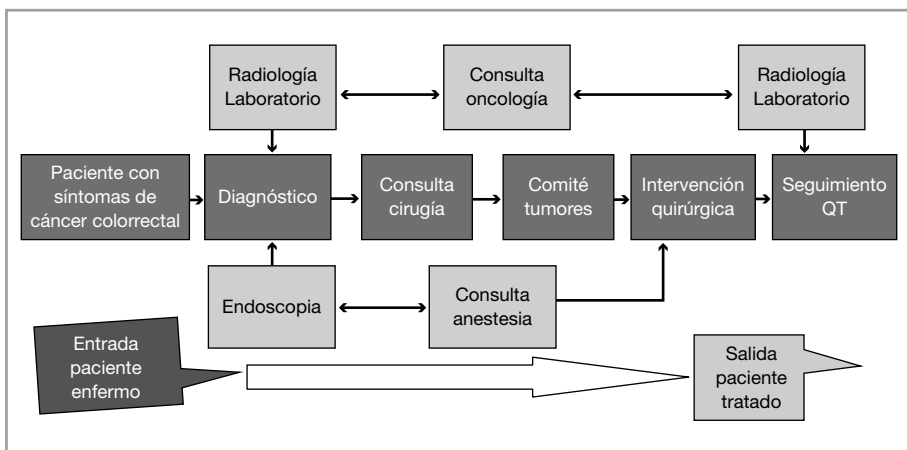 Radiología
Laboratorio
Consulta
oncología
Radiología
Laboratorio
Paciente con
síntomas de
cáncer colorrectal
Diagnóstico
Consulta
cirugía
Comité
tumores
Intervención
quirúrgica
Seguimiento
QT
Endoscopia
Consulta
anestesia
Entrada
paciente
enfermo
Salida
paciente
tratado